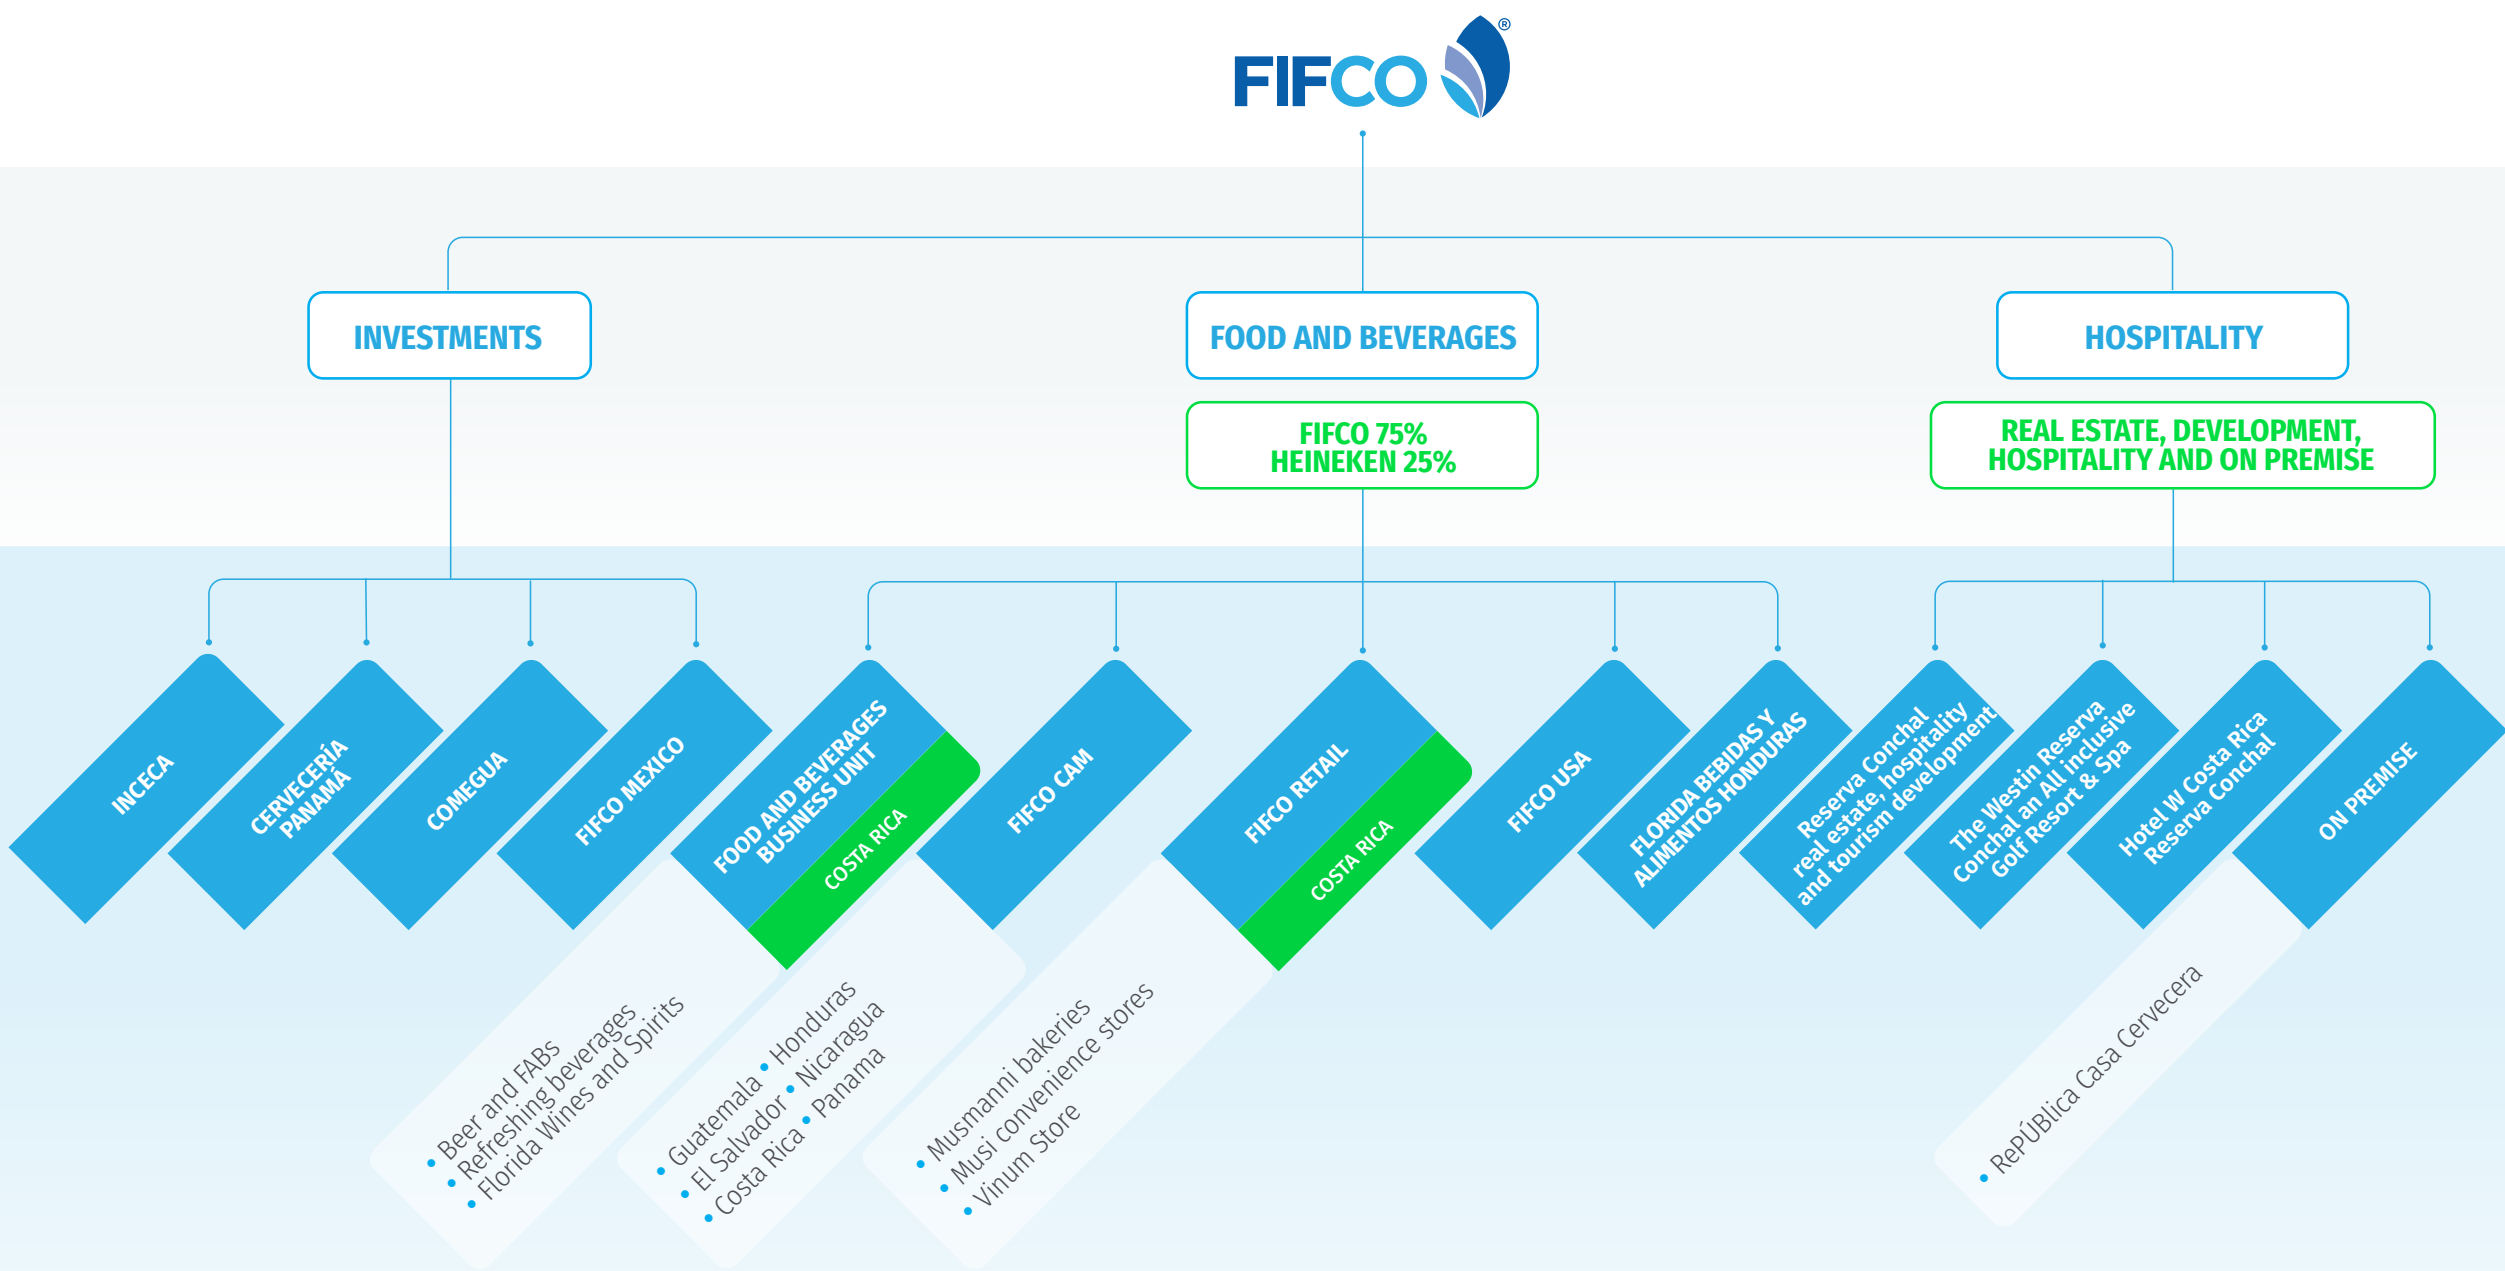 FIFCO
®
INVESTMENTS
FOOD AND BEVERAGES
HOSPITALITY
FIFCO 75%
HEINEKEN 25%
REAL ESTATE, DEVELOPMENT,
HOSPITALITY AND ON PREMISE
INCECA
CERVECERÍA
PANAMÁ
COMEGUA
FIFCO MEXICO
FOOD AND BEVERAGES
BUSINESS UNIT
COSTA RICA
• Beer and FABs
• Refreshing beverages
• Florida Wines and Spirits
FIFCO CAM
• Guatemala • Honduras
• El Salvador • Nicaragua
• Costa Rica • Panama
FIFCO RETAIL
COSTA RICA
• Musmanni bakeries
• Musi convenience stores
• Vinum Store
FIFCO USA
FLORIDA BEBIDAS Y
ALIMENTOS HONDURAS
Reserva Conchal
real estate, hospitality
and tourism development
The Westin Reserva
Conchal an All inclusive
Golf Resort & Spa
Hotel W Costa Rica
Reserva Conchal
ON PREMISE
• RePÚBlica Casa Cervecera